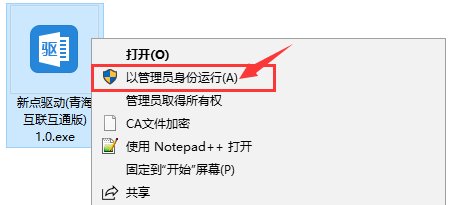 驱
新点驱动(青海
互联互通版)
1.0.exe
打开(O)
以管理员身份运行(A)
管理员取得所有权
CA文件加密
使用 Notepad++ 打开
固定到"开始"屏幕(P)
共享